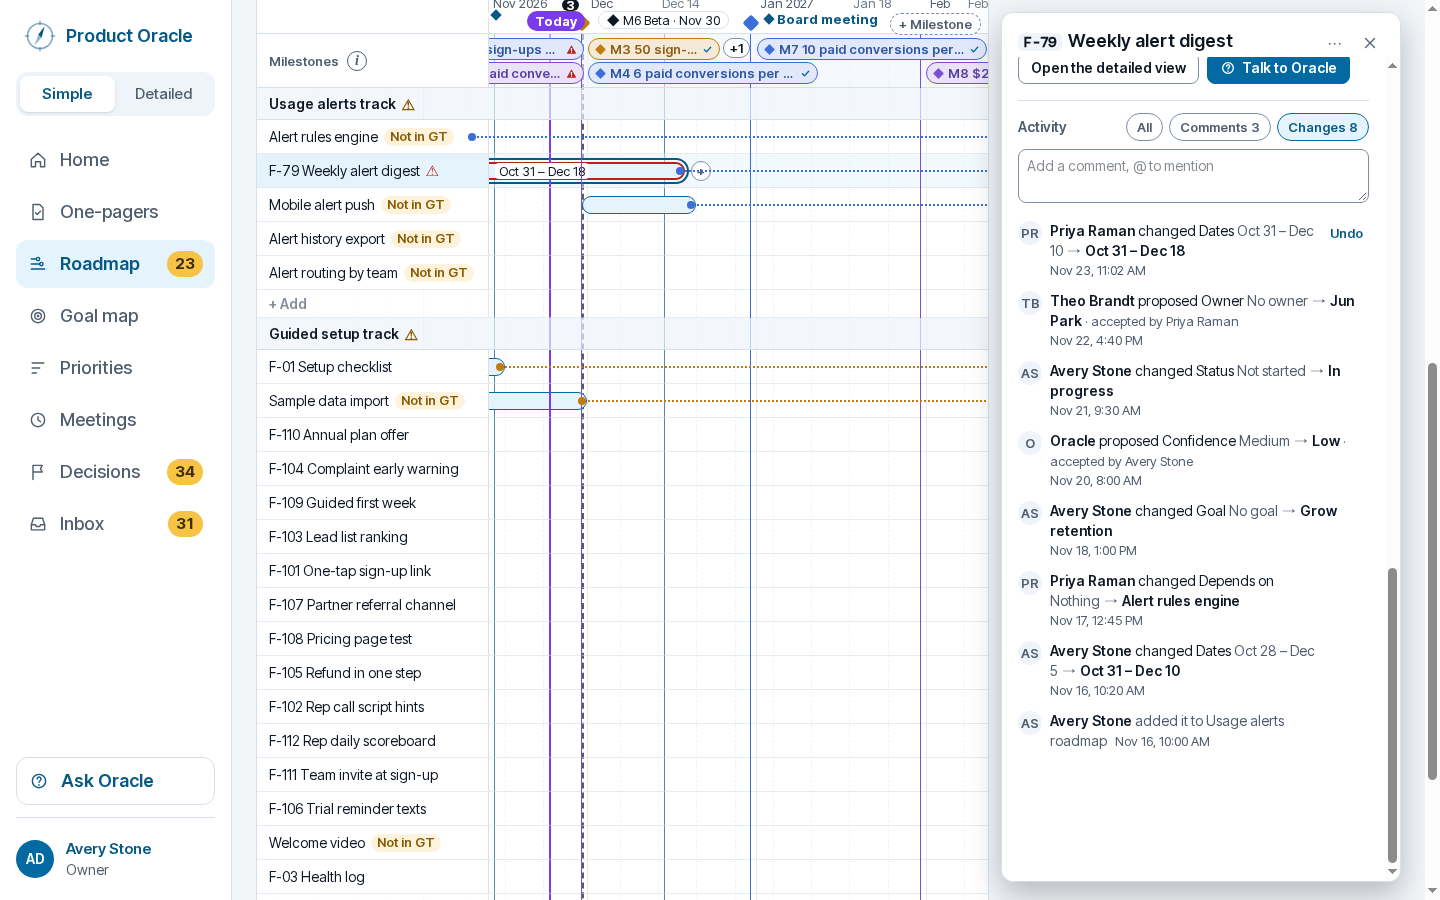 Product Oracle
Simple
Detailed
Home
One-pagers
Roadmap 23
Goal map
Priorities
Meetings
Decisions 34
Inbox 31
Ask Oracle
AD
Avery Stone
Owner
Nov 2026 3 Dec Dec 14 Jan 2027 Jan 18 Feb Feb
Today M6 Beta · Nov 30 Board meeting + Milestone
Milestones i
sign-ups ... M3 50 sign-... +1 M7 10 paid conversions per...
paid conve... M4 6 paid conversions per ... M8 $2
Usage alerts track
Alert rules engine Not in GT
F-79 Weekly alert digest Oct 31 – Dec 18 +
Mobile alert push Not in GT
Alert history export Not in GT
Alert routing by team Not in GT
+ Add
Guided setup track
F-01 Setup checklist
Sample data import Not in GT
F-110 Annual plan offer
F-104 Complaint early warning
F-109 Guided first week
F-103 Lead list ranking
F-101 One-tap sign-up link
F-107 Partner referral channel
F-108 Pricing page test
F-105 Refund in one step
F-102 Rep call script hints
F-112 Rep daily scoreboard
F-111 Team invite at sign-up
F-106 Trial reminder texts
Welcome video Not in GT
F-03 Health log
F-79 Weekly alert digest
Open the detailed view Talk to Oracle
Activity All Comments 3 Changes 8
Add a comment, @ to mention
PR Priya Raman changed Dates Oct 31 – Dec Undo
10 → Oct 31 – Dec 18
Nov 23, 11:02 AM
TB Theo Brandt proposed Owner No owner → Jun
Park · accepted by Priya Raman
Nov 22, 4:40 PM
AS Avery Stone changed Status Not started → In
progress
Nov 21, 9:30 AM
O Oracle proposed Confidence Medium → Low ·
accepted by Avery Stone
Nov 20, 8:00 AM
AS Avery Stone changed Goal No goal → Grow
retention
Nov 18, 1:00 PM
PR Priya Raman changed Depends on
Nothing → Alert rules engine
Nov 17, 12:45 PM
AS Avery Stone changed Dates Oct 28 – Dec
5 → Oct 31 – Dec 10
Nov 16, 10:20 AM
AS Avery Stone added it to Usage alerts
roadmap Nov 16, 10:00 AM